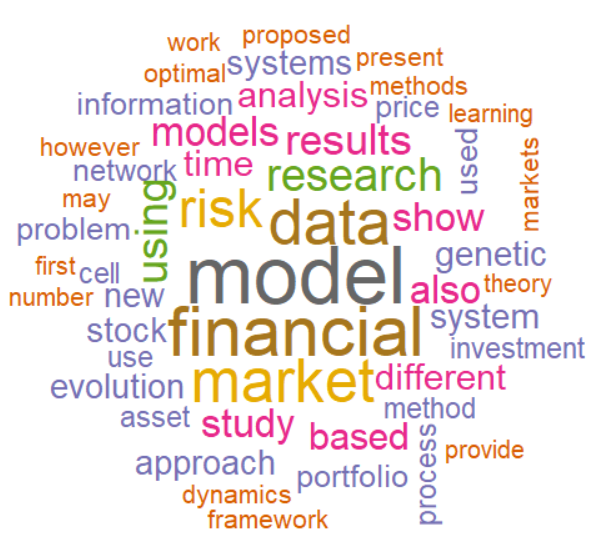 work
proposed
optimal
systems
present
information
analysis
methods
price
learning
however
models
results
used
markets
network
time
research
may
using
risk
data
show
problem
genetic
first
cell
model
also
theory
number
new
financial
system
stock
investment
use
market
different
evolution
method
asset
study
based
process
provide
approach
portfolio
dynamics
framework